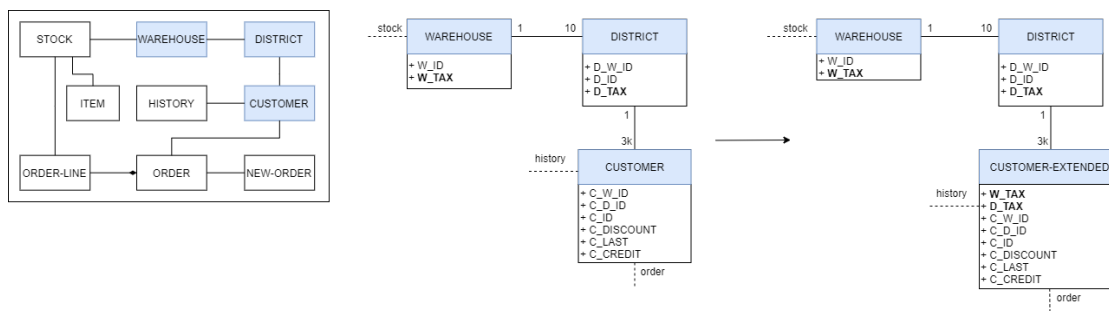 STOCK
WAREHOUSE
DISTRICT
ITEM
HISTORY
CUSTOMER
ORDER-LINE
ORDER
NEW-ORDER
stock
WAREHOUSE
+ W_ID
+ W_TAX
1
10
DISTRICT
+ D_W_ID
+ D_ID
+ D_TAX
1
3k
history
CUSTOMER
+ C_W_ID
+ C_D_ID
+ C_ID
+ C_DISCOUNT
+ C_LAST
+ C_CREDIT
order
stock
WAREHOUSE
+ W_ID
+ W_TAX
1
10
DISTRICT
+ D_W_ID
+ D_ID
+ D_TAX
1
3k
history
CUSTOMER-EXTENDED
+ W_TAX
+ D_TAX
+ C_W_ID
+ C_D_ID
+ C_ID
+ C_DISCOUNT
+ C_LAST
+ C_CREDIT
order